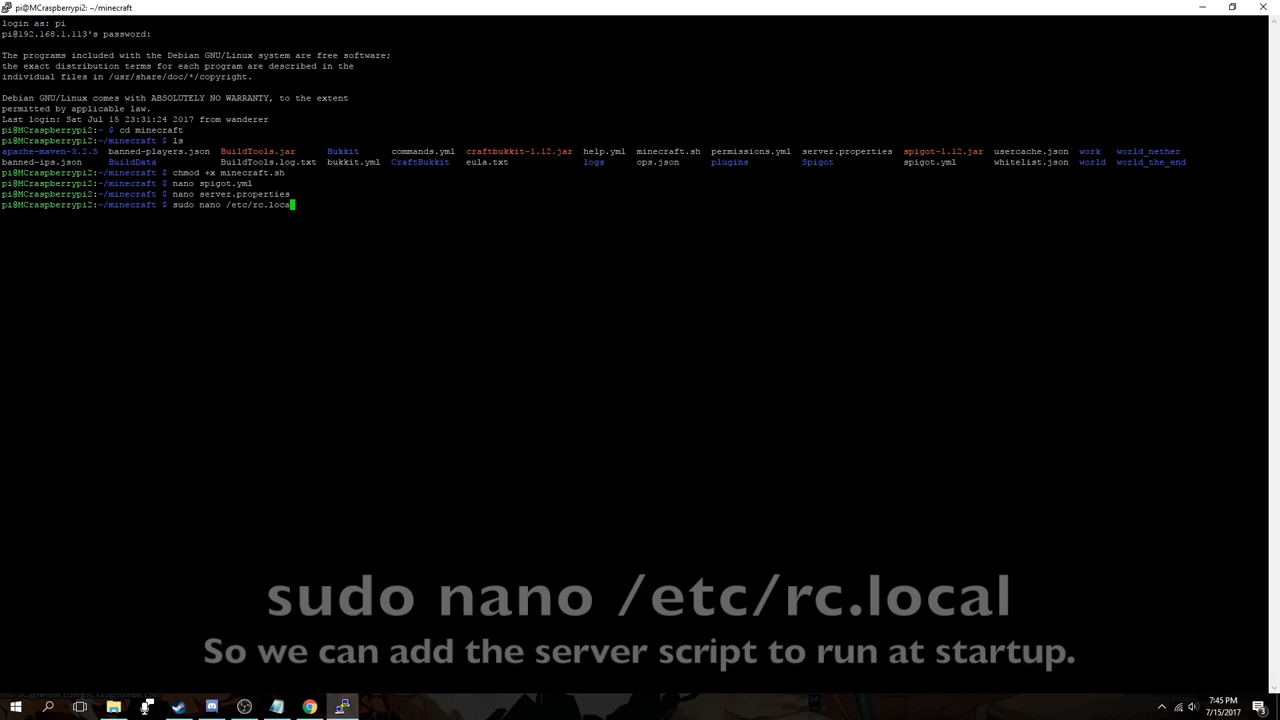 pi@MCraspberrypi2: ~/minecraft
login as: pi
pi@192.168.1.113's password:
The programs included with the Debian GNU/Linux system are free software;
the exact distribution terms for each program are described in the
individual files in /usr/share/doc/*/copyright.
Debian GNU/Linux comes with ABSOLUTELY NO WARRANTY, to the extent
permitted by applicable law.
Last login: Sat Jul 15 23:31:24 2017 from wanderer
pi@MCraspberrypi2:~ $ cd minecraft
pi@MCraspberrypi2:~/minecraft $ ls
apache-maven-3.2.5 banned-players.json BuildTools.jar Bukkit commands.yml craftbukkit-1.12.jar help.yml minecraft.sh permissions.yml server.properties spigot-1.12.jar usercache.json work world_nether
banned-ips.json BuildData BuildTools.log.txt bukkit.yml CraftBukkit eula.txt logs ops.json plugins Spigot spigot.yml whitelist.json world world_the_end
pi@MCraspberrypi2:~/minecraft $ chmod +x minecraft.sh
pi@MCraspberrypi2:~/minecraft $ nano spigot.yml
pi@MCraspberrypi2:~/minecraft $ nano server.properties
pi@MCraspberrypi2:~/minecraft $ sudo nano /etc/rc.loca
sudo nano /etc/rc.local
So we can add the server script to run at startup.
7:45 PM
7/15/2017
3